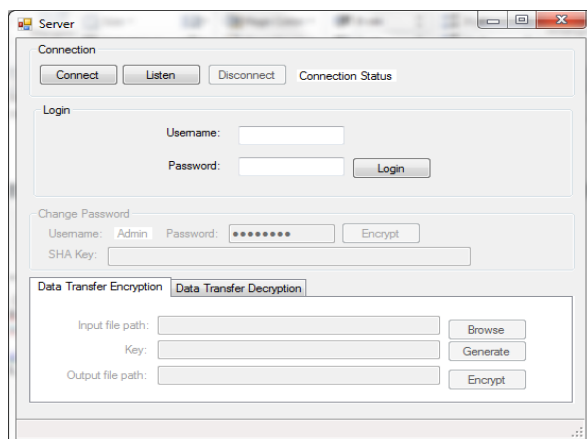 Server
Connection
Connect Listen Disconnect Connection Status
Login
Username:
Password: Login
Change Password
Username: Admin Password: ●●●●●●●● Encrypt
SHA Key:
Data Transfer Encryption Data Transfer Decryption
Input file path: Browse
Key: Generate
Output file path: Encrypt